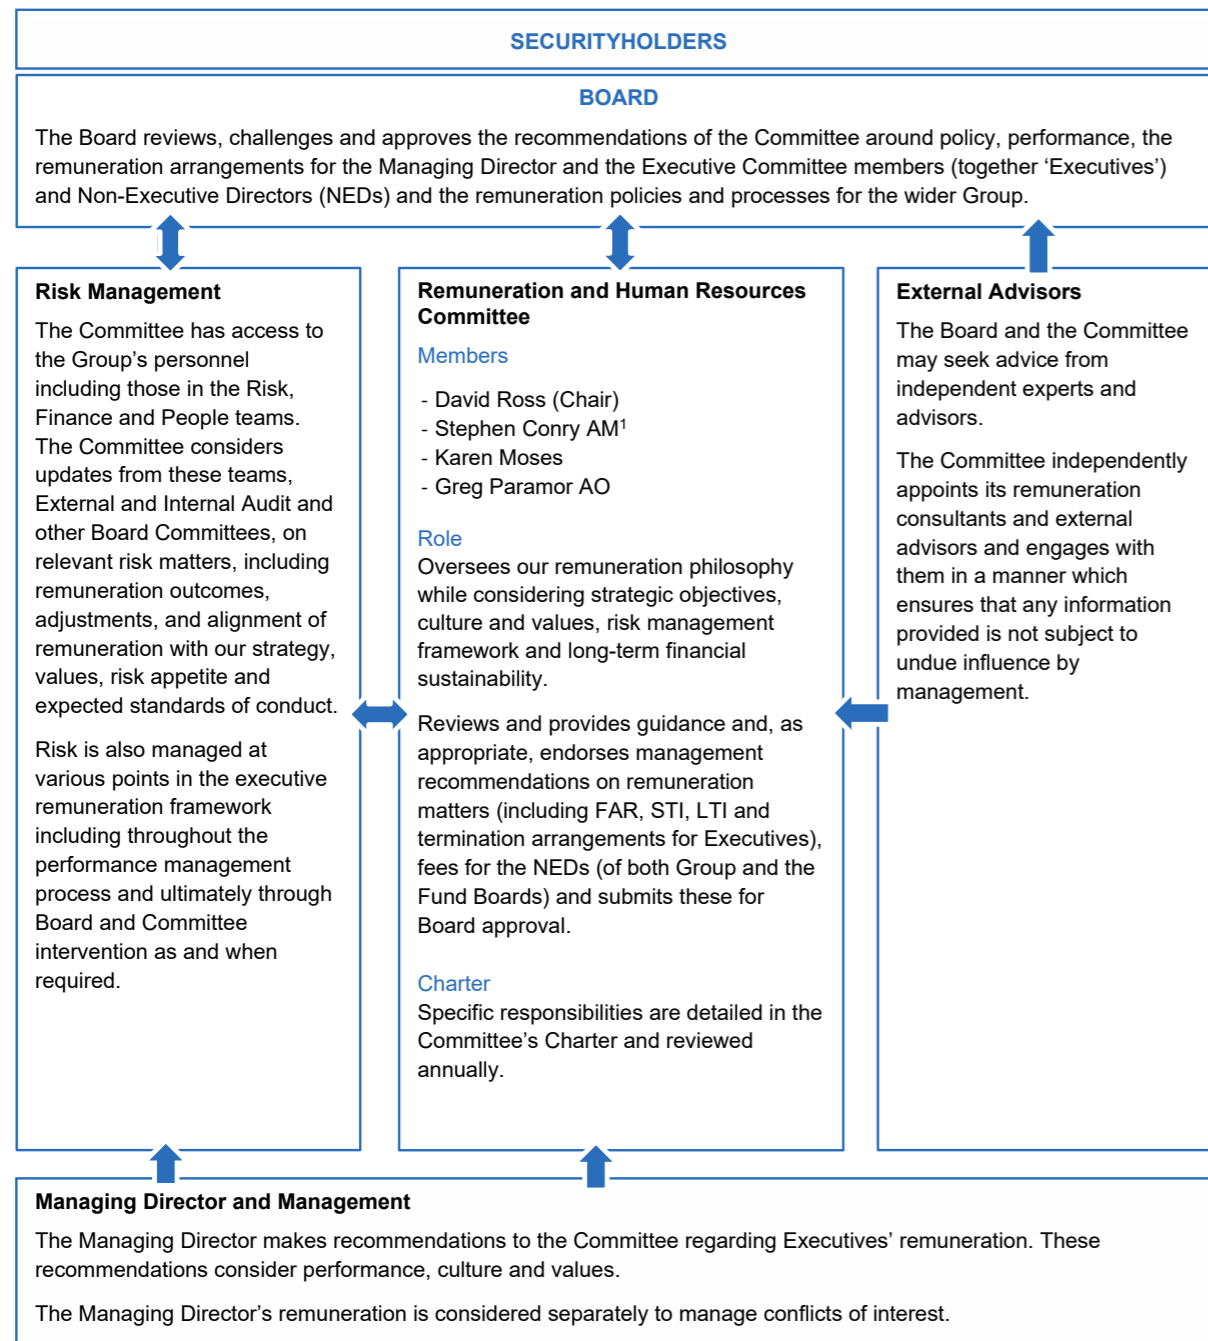 SECURITYHOLDERS
BOARD
The Board reviews, challenges and approves the recommendations of the Committee around policy, performance, the
remuneration arrangements for the Managing Director and the Executive Committee members (together ‘Executives’)
and Non-Executive Directors (NEDs) and the remuneration policies and processes for the wider Group.
Risk Management
The Committee has access to
the Group’s personnel
including those in the Risk,
Finance and People teams.
The Committee considers
updates from these teams,
External and Internal Audit and
other Board Committees, on
relevant risk matters, including
remuneration outcomes,
adjustments, and alignment of
remuneration with our strategy,
values, risk appetite and
expected standards of conduct.
Risk is also managed at
various points in the executive
remuneration framework
including throughout the
performance management
process and ultimately through
Board and Committee
intervention as and when
required.
Remuneration and Human Resources
Committee
Members
- David Ross (Chair)
- Stephen Conry AM¹
- Karen Moses
- Greg Paramor AO
Role
Oversees our remuneration philosophy
while considering strategic objectives,
culture and values, risk management
framework and long-term financial
sustainability.
Reviews and provides guidance and, as
appropriate, endorses management
recommendations on remuneration
matters (including FAR, STI, LTI and
termination arrangements for Executives),
fees for the NEDs (of both Group and the
Fund Boards) and submits these for
Board approval.
Charter
Specific responsibilities are detailed in the
Committee’s Charter and reviewed
annually.
External Advisors
The Board and the Committee
may seek advice from
independent experts and
advisors.
The Committee independently
appoints its remuneration
consultants and external
advisors and engages with
them in a manner which
ensures that any information
provided is not subject to
undue influence by
management.
Managing Director and Management
The Managing Director makes recommendations to the Committee regarding Executives’ remuneration. These
recommendations consider performance, culture and values.
The Managing Director’s remuneration is considered separately to manage conflicts of interest.